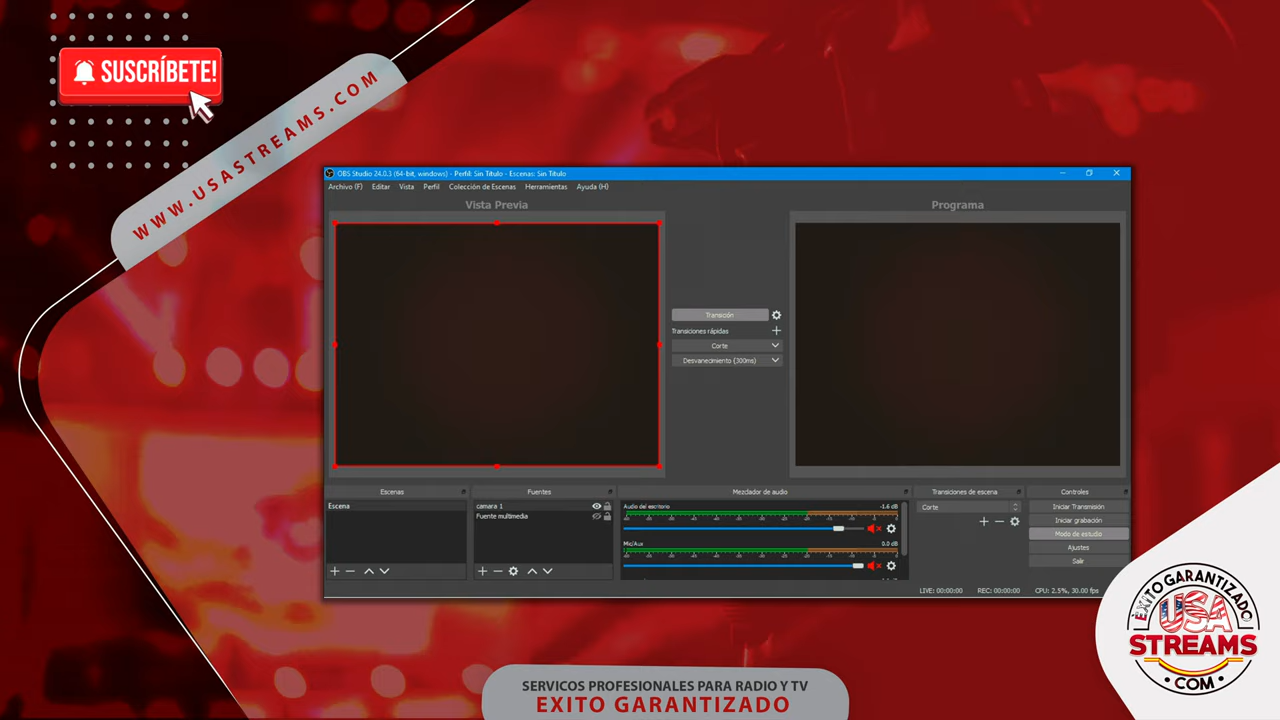 SUSCRÍBETE!
WWW.USASTREAMS.COM
OBS Studio 24.0.3 (64-bit, windows) - Perfil: Sin Título - Escenas: Sin Título
Archivo (F) Editar Vista Perfil Colección de Escenas Herramientas Ayuda (H)
Vista Previa
Programa
Transición
Transiciones rápidas
Corte
Desvanecimiento (300ms)
Escenas
Fuentes
Mezclador de audio
Transiciones de escena
Controles
Escena
camara 1
Fuente multimedia
Audio del escritorio
-1.6 dB
Mic/Aux
0.0 dB
Corte
Iniciar Transmisión
Iniciar grabación
Modo de estudio
Ajustes
Salir
LIVE: 00:00:00 REC: 00:00:00 CPU: 2.5%, 30.00 fps
EXITO GARANTIZADO
USA
STREAMS
.COM
SERVICOS PROFESIONALES PARA RADIO Y TV
EXITO GARANTIZADO